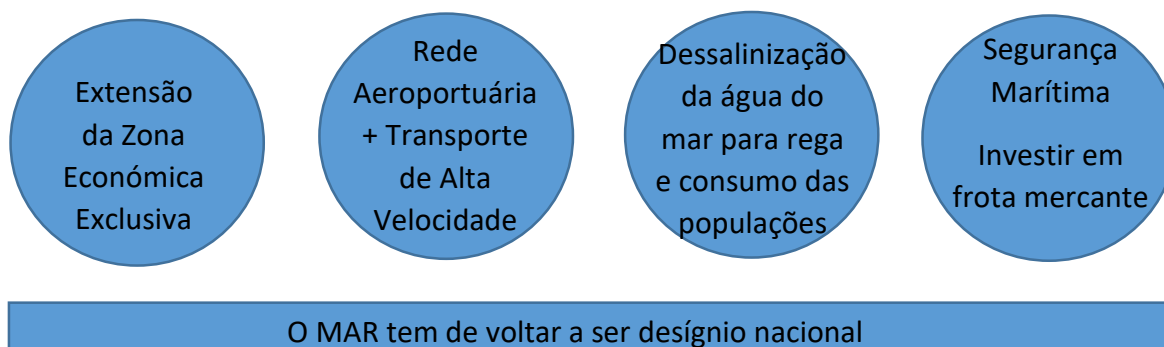 Extensão
da Zona
Económica
Exclusiva
Rede
Aeroportuária
+ Transporte
de Alta
Velocidade
Dessalinização
da água do
mar para rega
e consumo das
populações
Segurança
Marítima
Investir em
frota mercante
O MAR tem de voltar a ser desígnio nacional